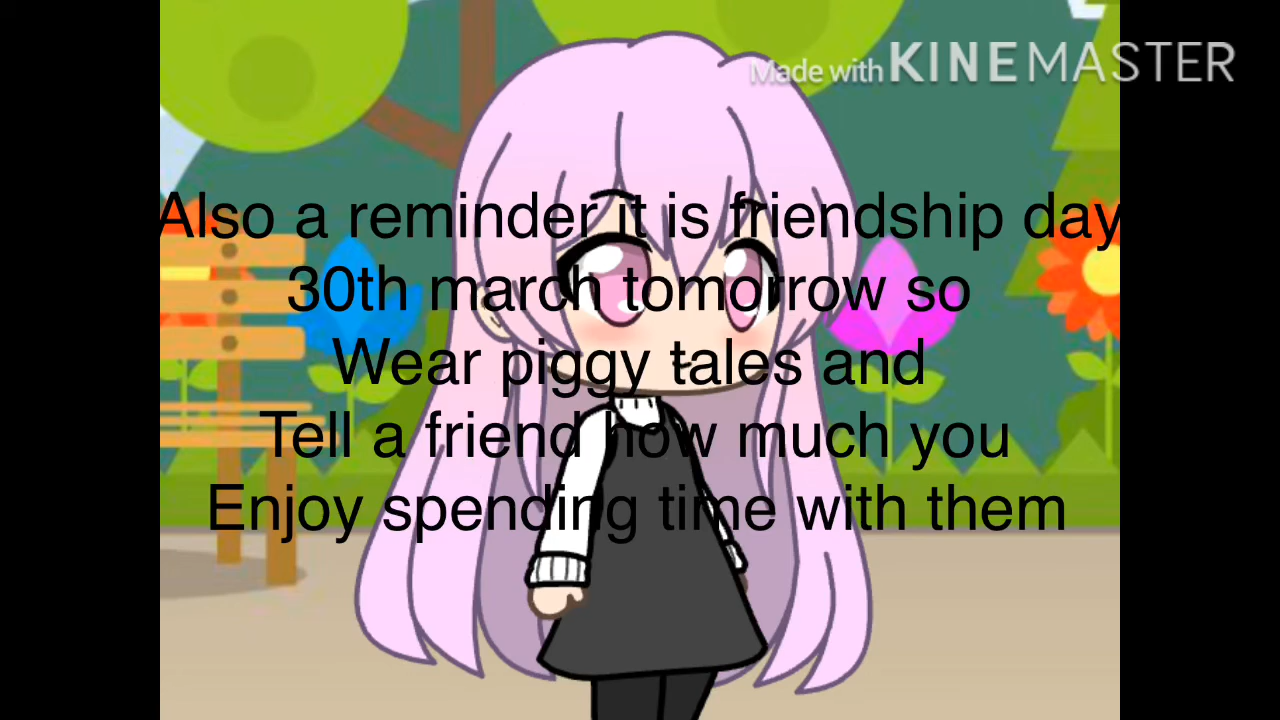 Made with KINEMASTER
Also a reminder it is friendship day
30th march tomorrow so
Wear piggy tales and
Tell a friend how much you
Enjoy spending time with them